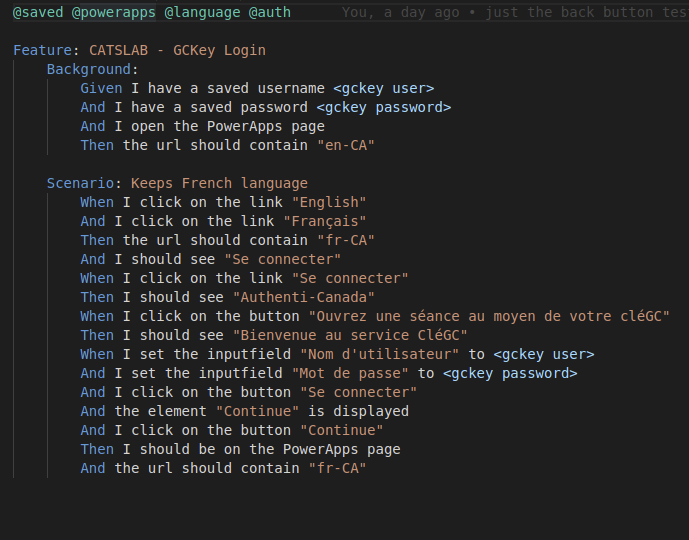 @saved @powerapps @language @auth You, a day ago • just the back button tes
Feature: CATSLAB - GCKey Login
Background:
Given I have a saved username <gckey user>
And I have a saved password <gckey password>
And I open the PowerApps page
Then the url should contain "en-CA"
Scenario: Keeps French language
When I click on the link "English"
And I click on the link "Français"
Then the url should contain "fr-CA"
And I should see "Se connecter"
When I click on the link "Se connecter"
Then I should see "Authenti-Canada"
When I click on the button "Ouvrez une séance au moyen de votre cléGC"
Then I should see "Bienvenue au service CléGC"
When I set the inputfield "Nom d'utilisateur" to <gckey user>
And I set the inputfield "Mot de passe" to <gckey password>
And I click on the button "Se connecter"
And the element "Continue" is displayed
And I click on the button "Continue"
Then I should be on the PowerApps page
And the url should contain "fr-CA"